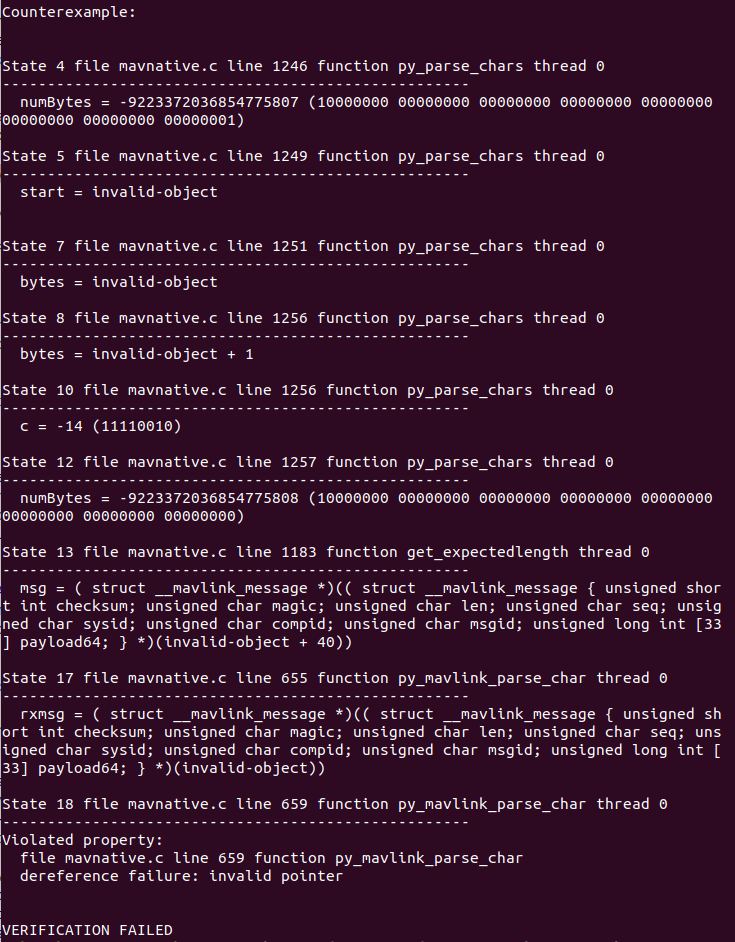 Counterexample:
State 4 file mavnative.c line 1246 function py_parse_chars thread 0
----------------------------------------------------
numBytes = -9223372036854775807 (10000000 00000000 00000000 00000000 00000000
00000000 00000000 00000001)
State 5 file mavnative.c line 1249 function py_parse_chars thread 0
----------------------------------------------------
start = invalid-object
State 7 file mavnative.c line 1251 function py_parse_chars thread 0
----------------------------------------------------
bytes = invalid-object
State 8 file mavnative.c line 1256 function py_parse_chars thread 0
----------------------------------------------------
bytes = invalid-object + 1
State 10 file mavnative.c line 1256 function py_parse_chars thread 0
----------------------------------------------------
c = -14 (11110010)
State 12 file mavnative.c line 1257 function py_parse_chars thread 0
----------------------------------------------------
numBytes = -9223372036854775808 (10000000 00000000 00000000 00000000 00000000
00000000 00000000 00000000)
State 13 file mavnative.c line 1183 function get_expectedlength thread 0
----------------------------------------------------
msg = ( struct __mavlink_message *)(( struct __mavlink_message { unsigned shor
t int checksum; unsigned char magic; unsigned char len; unsigned char seq; unsig
ned char sysid; unsigned char compid; unsigned char msgid; unsigned long int [33
] payload64; } *)(invalid-object + 40))
State 17 file mavnative.c line 655 function py_mavlink_parse_char thread 0
----------------------------------------------------
rxmsg = ( struct __mavlink_message *)(( struct __mavlink_message { unsigned sh
ort int checksum; unsigned char magic; unsigned char len; unsigned char seq; uns
igned char sysid; unsigned char compid; unsigned char msgid; unsigned long int [
33] payload64; } *)(invalid-object))
State 18 file mavnative.c line 659 function py_mavlink_parse_char thread 0
----------------------------------------------------
Violated property:
file mavnative.c line 659 function py_mavlink_parse_char
dereference failure: invalid pointer
VERIFICATION FAILED